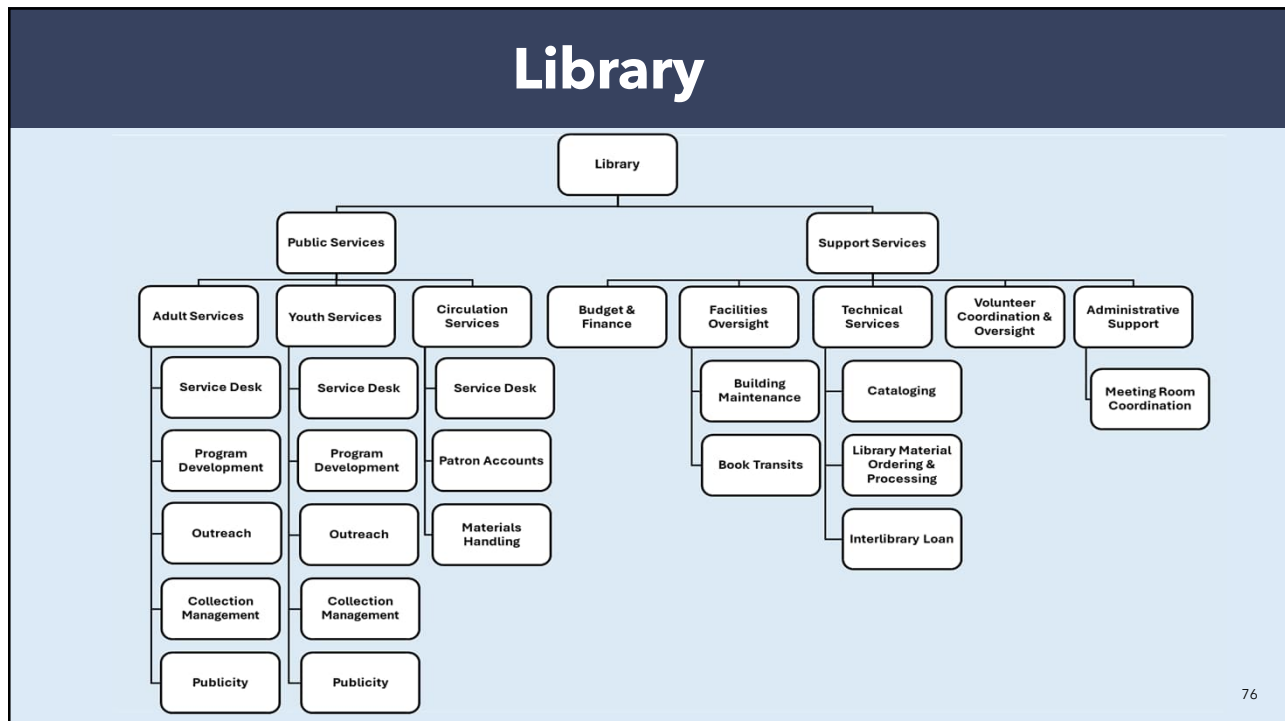 Library
Library
Public Services
Support Services
Adult Services
Youth Services
Circulation
Services
Budget &
Finance
Facilities
Oversight
Technical
Services
Volunteer
Coordination &
Oversight
Administrative
Support
Service Desk
Program
Development
Outreach
Collection
Management
Publicity
Service Desk
Program
Development
Outreach
Collection
Management
Publicity
Service Desk
Patron Accounts
Materials
Handling
Building
Maintenance
Book Transits
Cataloging
Library Material
Ordering &
Processing
Interlibrary Loan
Meeting Room
Coordination
76